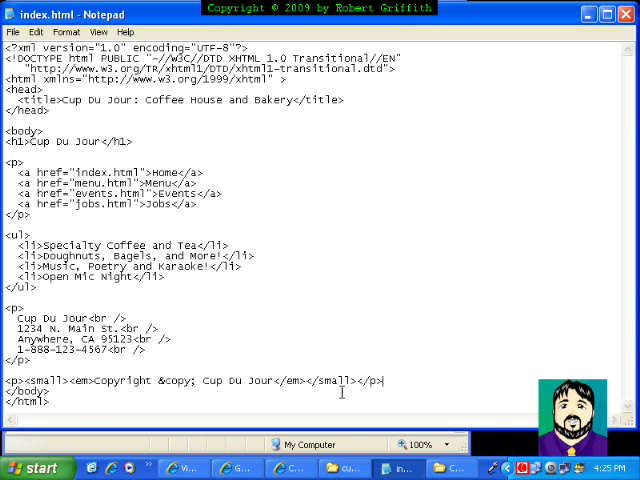 Copyright © 2009 by Robert Griffith
index.html - Notepad
File Edit Format View Help
<?xml version="1.0" encoding="UTF-8"?>
<!DOCTYPE html PUBLIC "-//W3C//DTD XHTML 1.0 Transitional//EN"
"http://www.w3.org/TR/xhtml1/DTD/xhtml1-transitional.dtd">
<html xmlns="http://www.w3.org/1999/xhtml" >
<head>
<title>Cup Du Jour: Coffee House and Bakery</title>
</head>
<body>
<h1>Cup Du Jour</h1>
<p>
<a href="index.html">Home</a>
<a href="menu.html">Menu</a>
<a href="events.html">Events</a>
<a href="jobs.html">Jobs</a>
</p>
<ul>
<li>Specialty Coffee and Tea</li>
<li>Doughnuts, Bagels, and More!</li>
<li>Music, Poetry and Karaoke!</li>
<li>Open Mic Night</li>
</ul>
<p>
Cup Du Jour<br />
1234 N. Main St.<br />
Anywhere, CA 95123<br />
1-888-123-4567<br />
</p>
<p><small><em>Copyright &copy; Cup Du Jour</em></small></p>
</body>
</html>
My Computer 100%
start Vi... G... C... cu... in... C... 4:25 PM